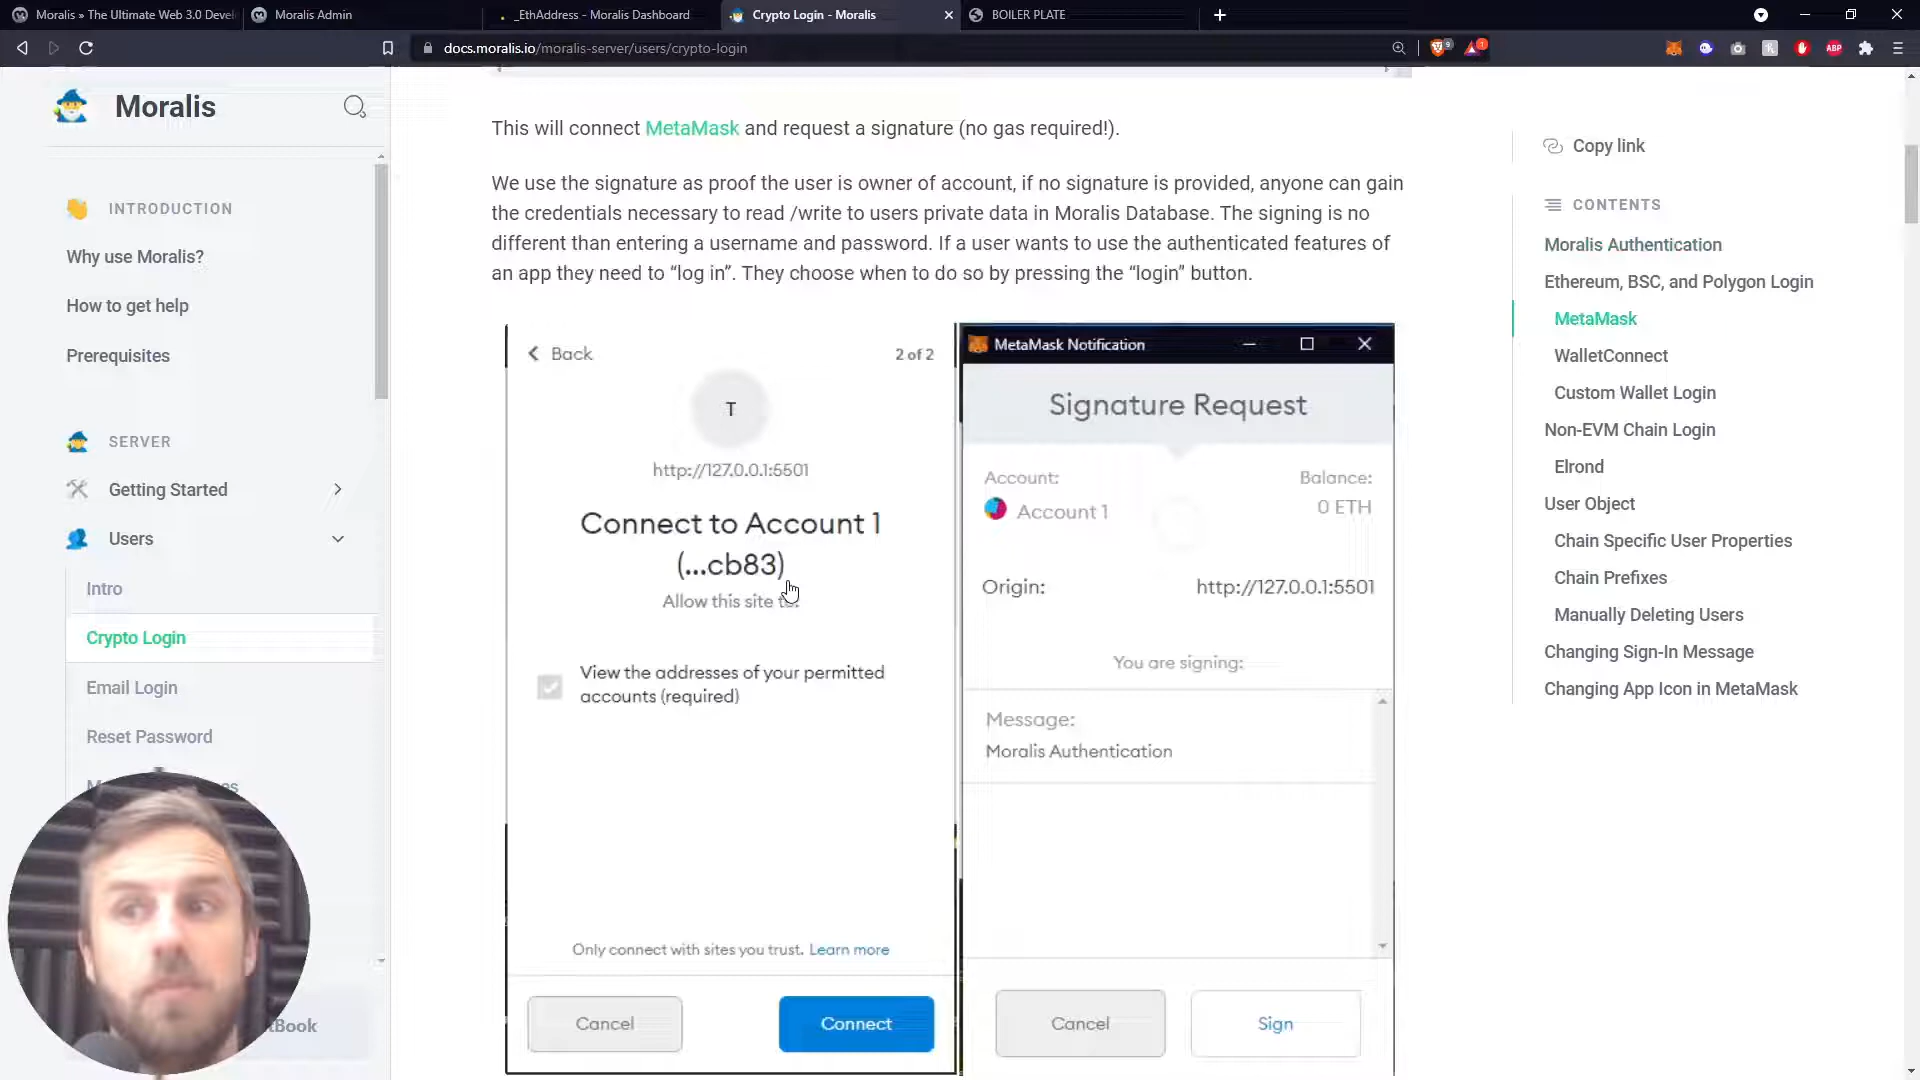 Moralis » The Ultimate Web 3.0 Devel
Moralis Admin
_EthAddress - Moralis Dashboard
Crypto Login - Moralis
BOILER PLATE
docs.moralis.io/moralis-server/users/crypto-login
9
1
ABP
Moralis
INTRODUCTION
Why use Moralis?
How to get help
Prerequisites
SERVER
Getting Started
Users
Intro
Crypto Login
Email Login
Reset Password
This will connect MetaMask and request a signature (no gas required!).
We use the signature as proof the user is owner of account, if no signature is provided, anyone can gain
the credentials necessary to read /write to users private data in Moralis Database. The signing is no
different than entering a username and password. If a user wants to use the authenticated features of
an app they need to “log in”. They choose when to do so by pressing the “login” button.
Back
2 of 2
T
http://127.0.0.1:5501
Connect to Account 1
(...cb83)
Allow this site to:
View the addresses of your permitted
accounts (required)
Only connect with sites you trust. Learn more
Cancel
Connect
MetaMask Notification
Signature Request
Account:
Balance:
Account 1
0 ETH
Origin:
http://127.0.0.1:5501
You are signing:
Message:
Moralis Authentication
Cancel
Sign
Copy link
CONTENTS
Moralis Authentication
Ethereum, BSC, and Polygon Login
MetaMask
WalletConnect
Custom Wallet Login
Non-EVM Chain Login
Elrond
User Object
Chain Specific User Properties
Chain Prefixes
Manually Deleting Users
Changing Sign-In Message
Changing App Icon in MetaMask